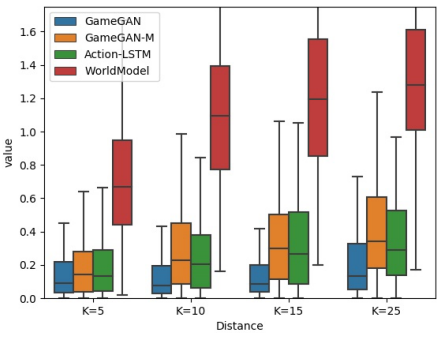 GameGAN
GameGAN-M
Action-LSTM
WorldModel
value
1.6
1.4
1.2
1.0
0.8
0.6
0.4
0.2
0.0
K=5 K=10 K=15 K=25
Distance